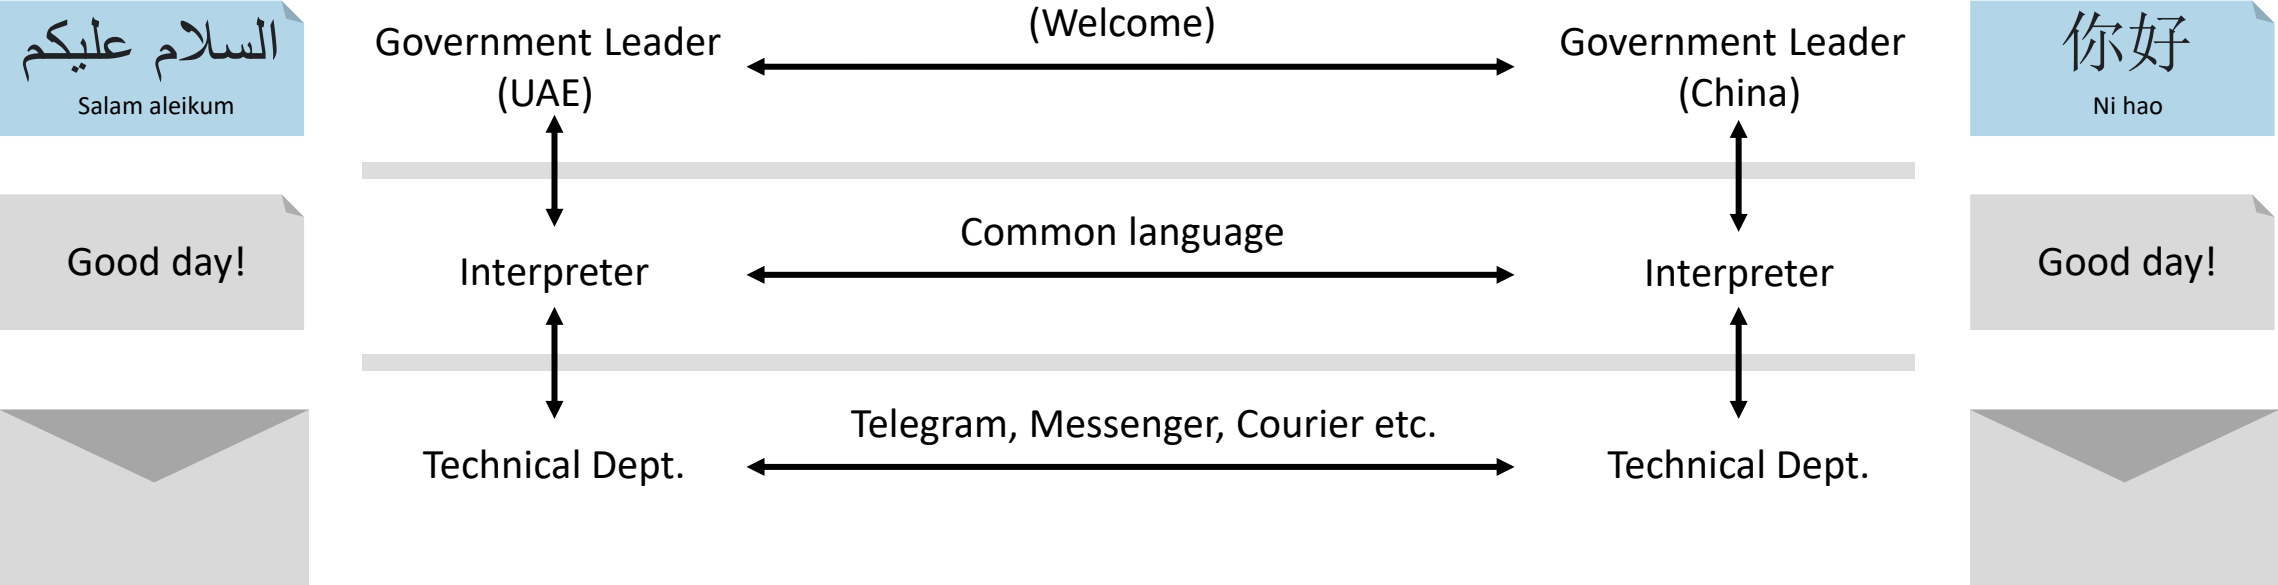 السلام عليكم
Salam aleikum
Government Leader
(UAE)
(Welcome)
Government Leader
(China)
你好
Ni hao
Good day!
Interpreter
Common language
Interpreter
Good day!
Technical Dept.
Telegram, Messenger, Courier etc.
Technical Dept.